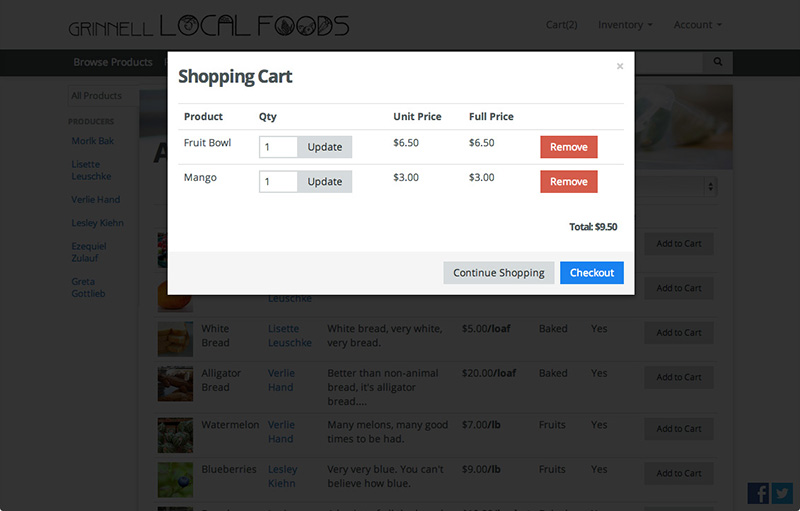 GRINNELL LOCAL FOODS
Cart(2) Inventory Account
Browse Products
All Products
PRODUCERS
Morlk Bak
Lisette
Leuschke
Verlie Hand
Lesley Kiehn
Ezequiel
Zulauf
Greta
Gottlieb
Shopping Cart ×
Product Qty Unit Price Full Price
Fruit Bowl 1 Update $6.50 $6.50 Remove
Mango 1 Update $3.00 $3.00 Remove
Total: $9.50
Continue Shopping Checkout
Add to Cart
Add to Cart
Leuschke
White Lisette White bread, very white, $5.00/loaf Baked Yes Add to Cart
Bread Leuschke very bread.
Alligator Verlie Better than non-animal $20.00/loaf Baked Yes Add to Cart
Bread Hand bread, it's alligator
bread....
Watermelon Verlie Many melons, many good $7.00/lb Fruits Yes Add to Cart
Hand times to be had.
Blueberries Lesley Very very blue. You can't $9.00/lb Fruits Yes Add to Cart
Kiehn believe how blue.